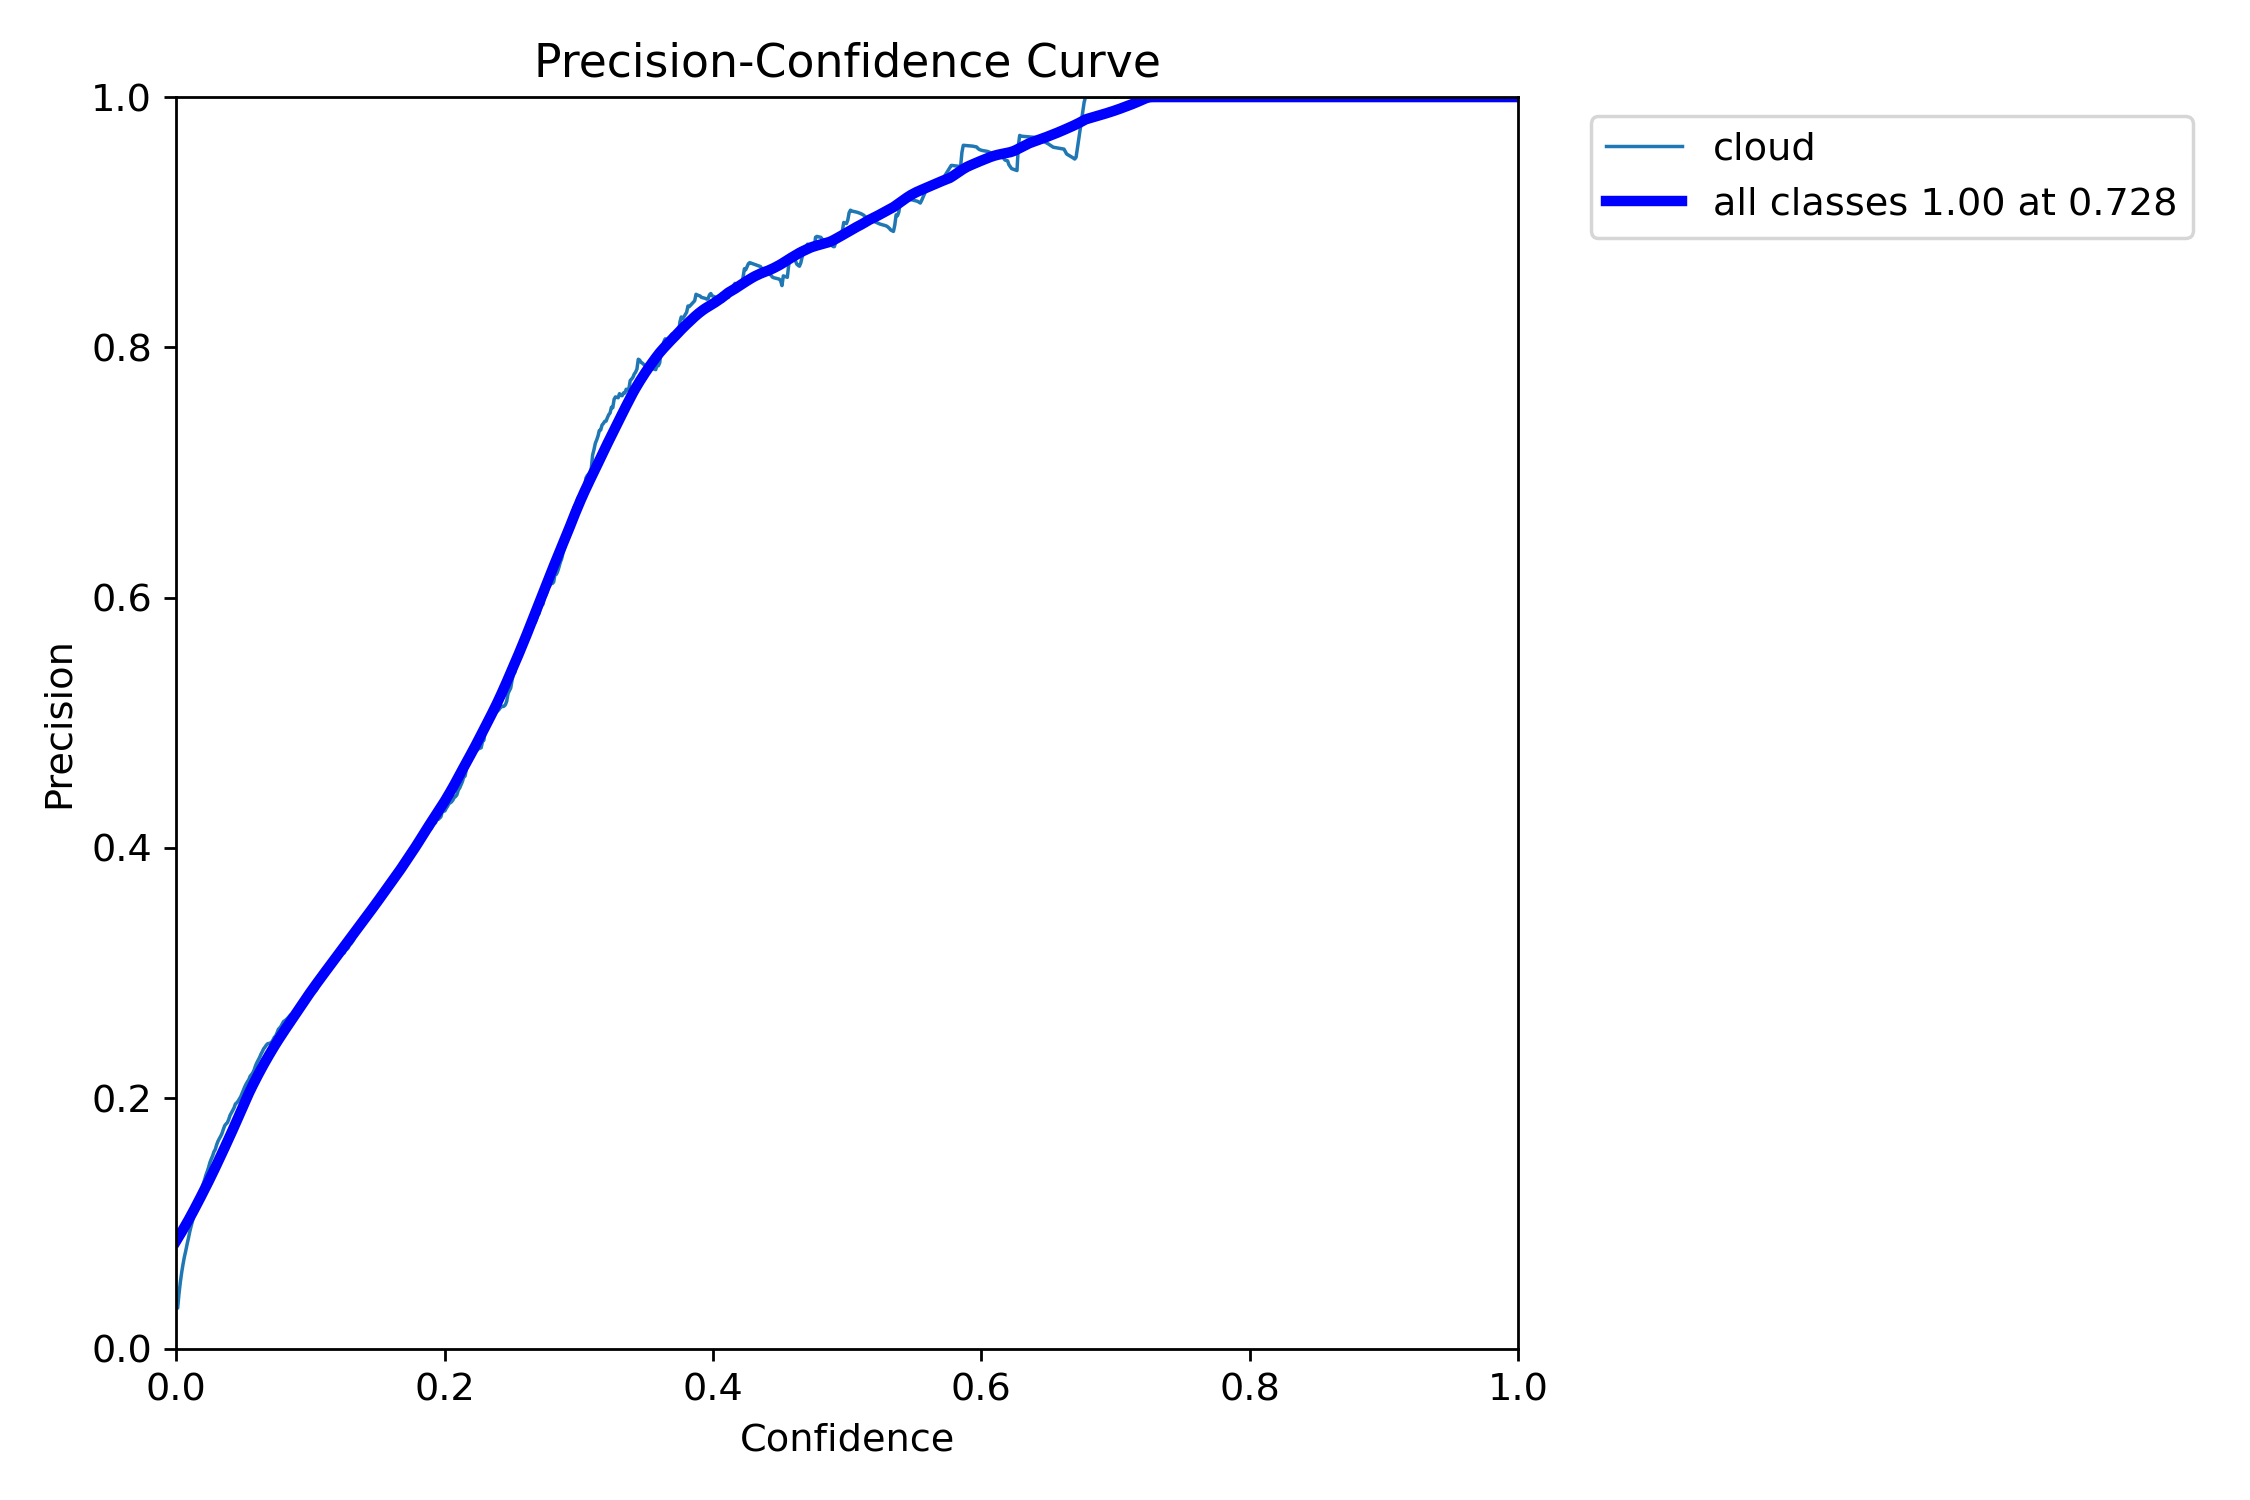 Precision-Confidence Curve
1.0
0.8
0.6
0.4
0.2
0.0
Precision
0.0 0.2 0.4 0.6 0.8 1.0
Confidence
cloud
all classes 1.00 at 0.728